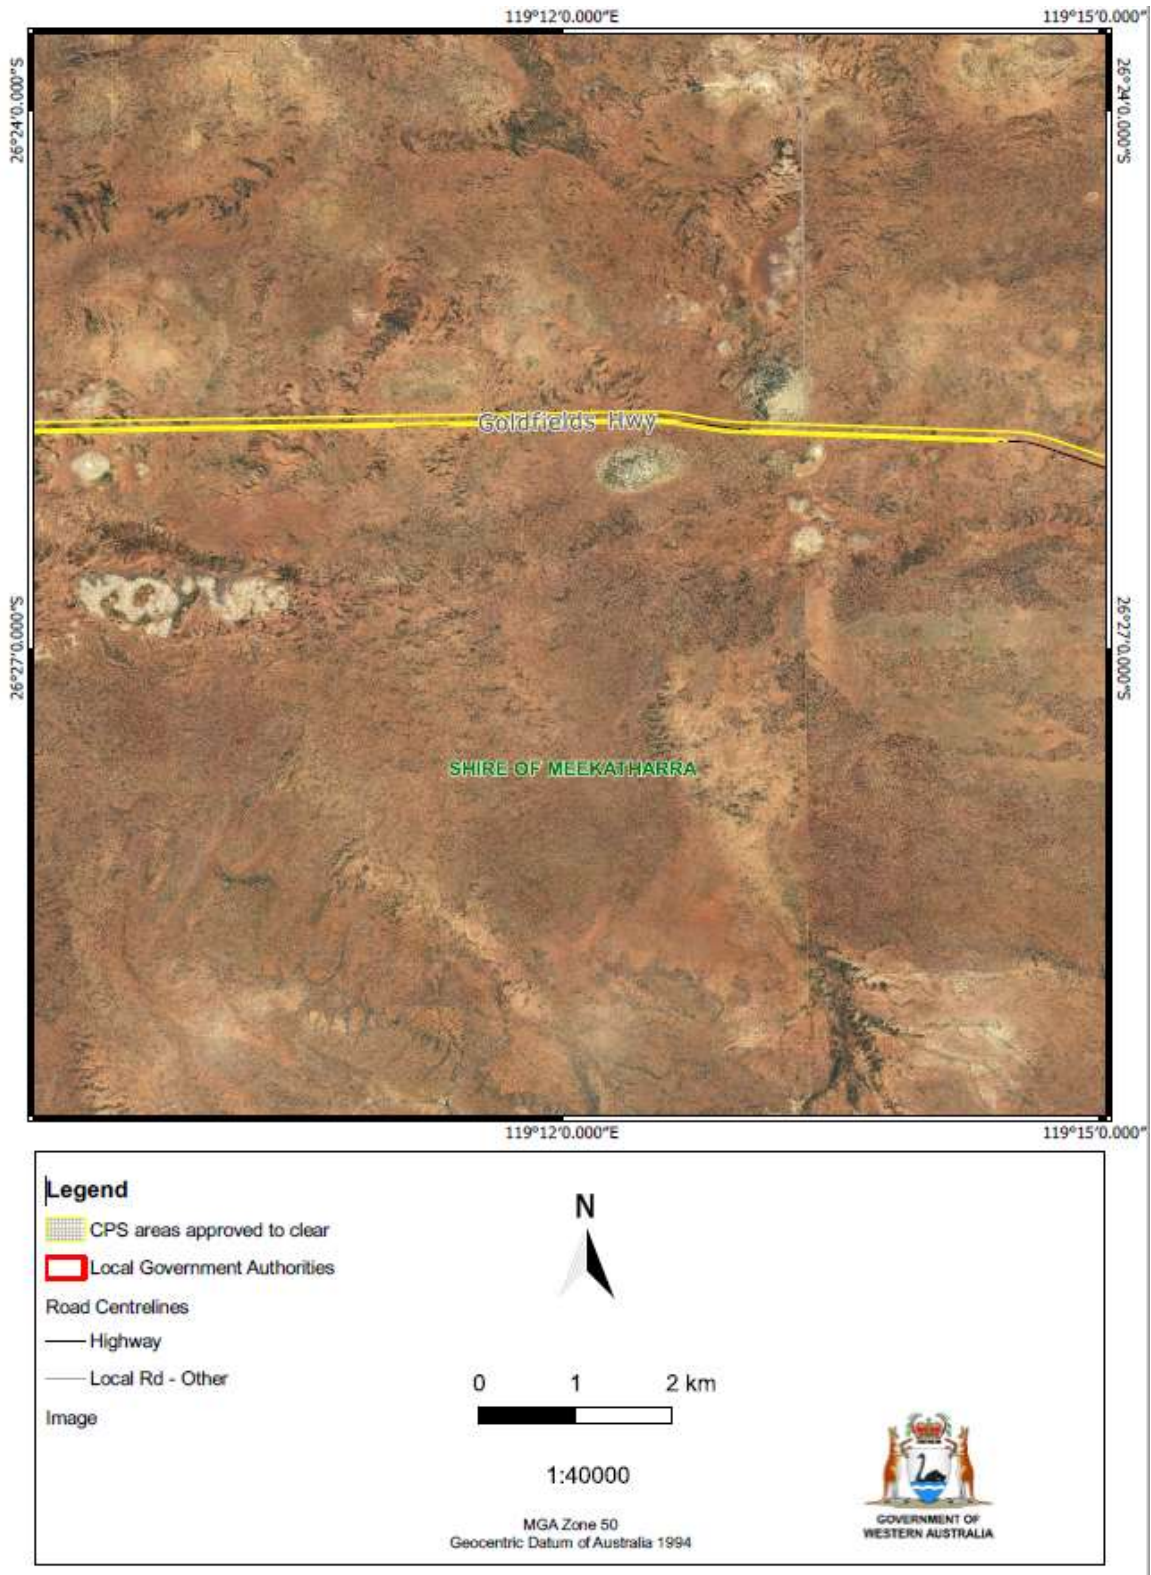 119°12'0.000"E
119°15'0.000"
26°24'0.000"S
26°24'0.000"S
Goldfields Hwy
26°27'0.000"S
26°27'0.000"S
SHIRE OF MEEKATHARRA
119°12'0.000"E
119°15'0.000"
Legend
CPS areas approved to clear
Local Government Authorities
Road Centrelines
Highway
Local Rd - Other
Image
N
0 1 2 km
1:40000
MGA Zone 50
Geocentric Datum of Australia 1994
GOVERNMENT OF
WESTERN AUSTRALIA